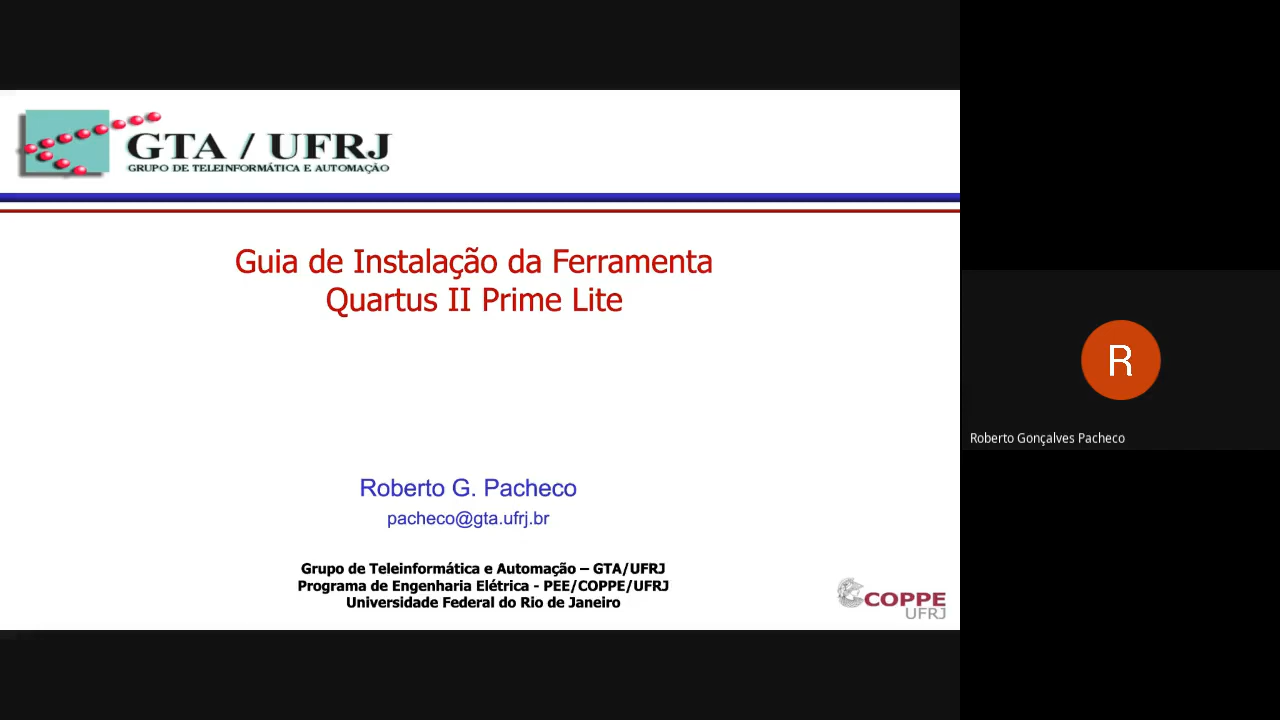 GTA / UFRJ
GRUPO DE TELEINFORMÁTICA E AUTOMAÇÃO
Guia de Instalação da Ferramenta
Quartus II Prime Lite
R
Roberto Gonçalves Pacheco
Roberto G. Pacheco
pacheco@gta.ufrj.br
Grupo de Teleinformática e Automação – GTA/UFRJ
Programa de Engenharia Elétrica - PEE/COPPE/UFRJ
Universidade Federal do Rio de Janeiro
COPPE
UFRJ